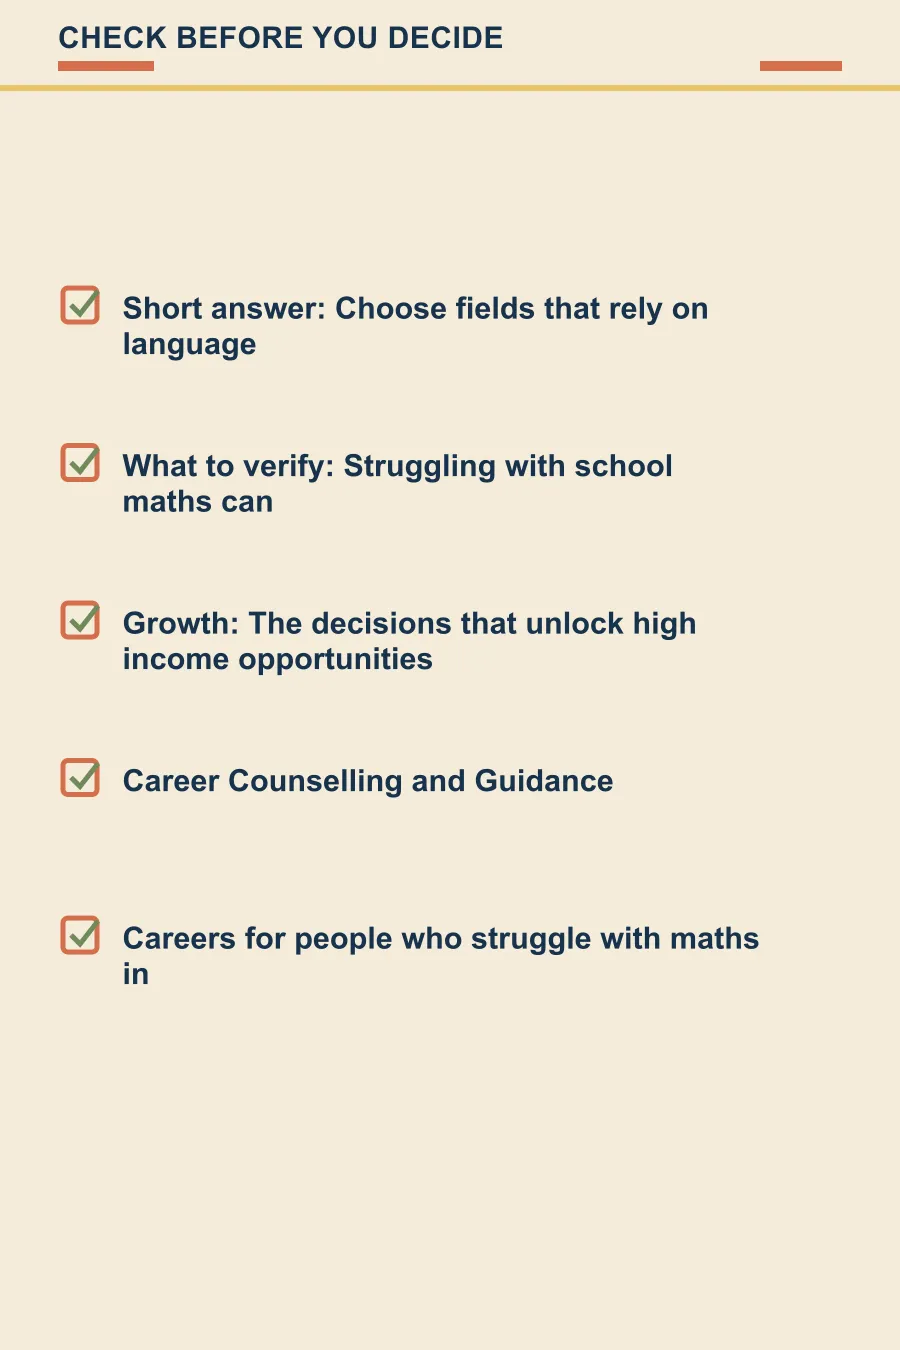 CHECK BEFORE YOU DECIDE
Short answer: Choose fields that rely on
language
What to verify: Struggling with school
maths can
Growth: The decisions that unlock high
income opportunities
Career Counselling and Guidance
Careers for people who struggle with maths
in